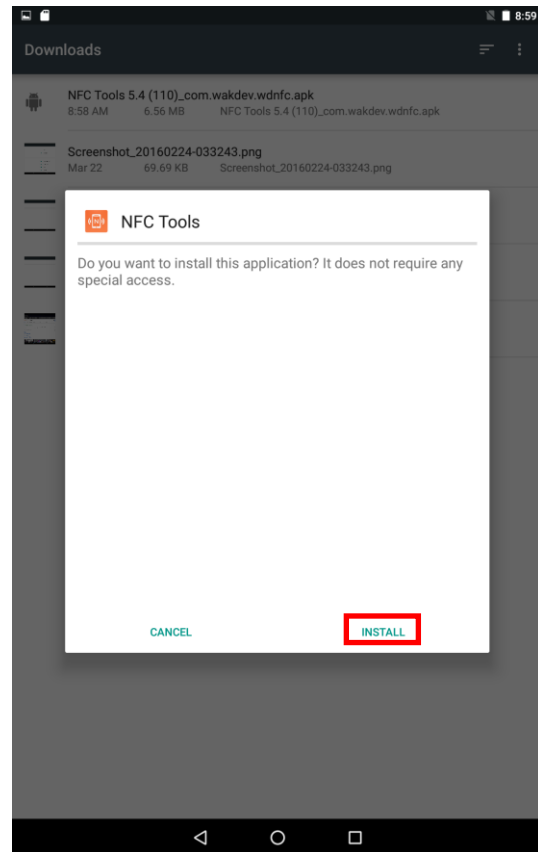 8:59
Downloads
NFC Tools 5.4 (110)_com.wakdev.wdnfc.apk
8:58 AM 6.56 MB NFC Tools 5.4 (110)_com.wakdev.wdnfc.apk
Screenshot_20160224-033243.png
Mar 22 69.69 KB Screenshot_20160224-033243.png
NFC Tools
Do you want to install this application? It does not require any
special access.
CANCEL INSTALL